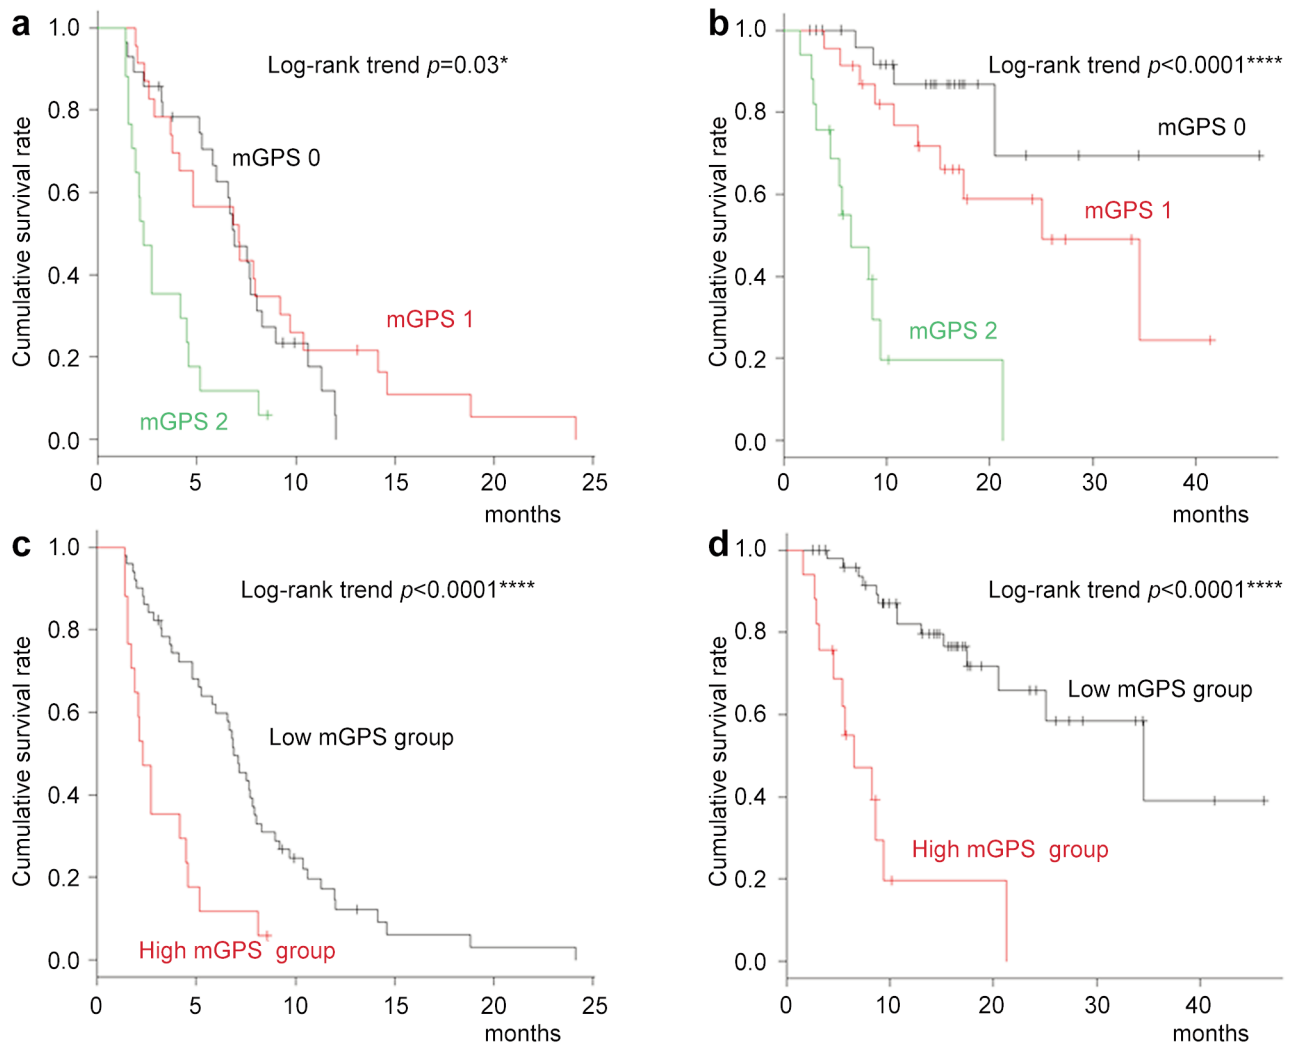 a
Log-rank trend p=0.03*
Cumulative survival rate
1.0
0.8
0.6
0.4
0.2
0.0
mGPS 0
mGPS 1
mGPS 2
0 5 10 15 20 25
months
b
Log-rank trend p<0.0001****
Cumulative survival rate
1.0
0.8
0.6
0.4
0.2
0.0
mGPS 0
mGPS 1
mGPS 2
0 10 20 30 40
months
c
Log-rank trend p<0.0001****
Cumulative survival rate
1.0
0.8
0.6
0.4
0.2
0.0
Low mGPS group
High mGPS group
0 5 10 15 20 25
months
d
Log-rank trend p<0.0001****
Cumulative survival rate
1.0
0.8
0.6
0.4
0.2
0.0
Low mGPS group
High mGPS group
0 10 20 30 40
months